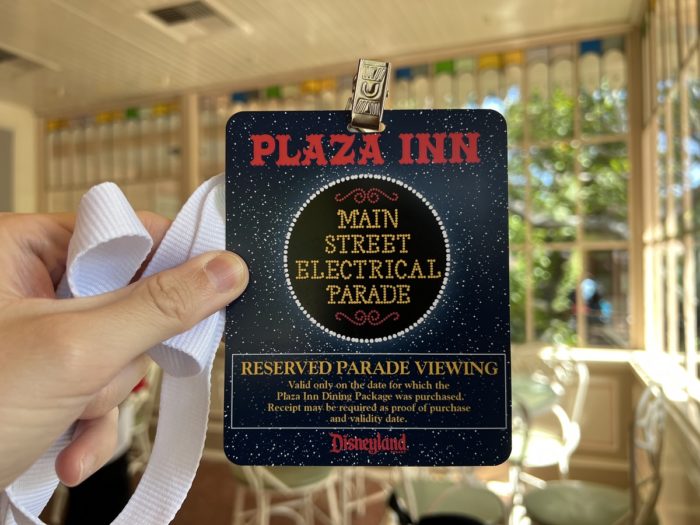 PLAZA INN
MAIN
STREET
ELECTRICAL
PARADE
RESERVED PARADE VIEWING
Valid only on the date for which the
Plaza Inn Dining Package was purchased.
Receipt may be required as proof of purchase
and validity date.
Disneyland